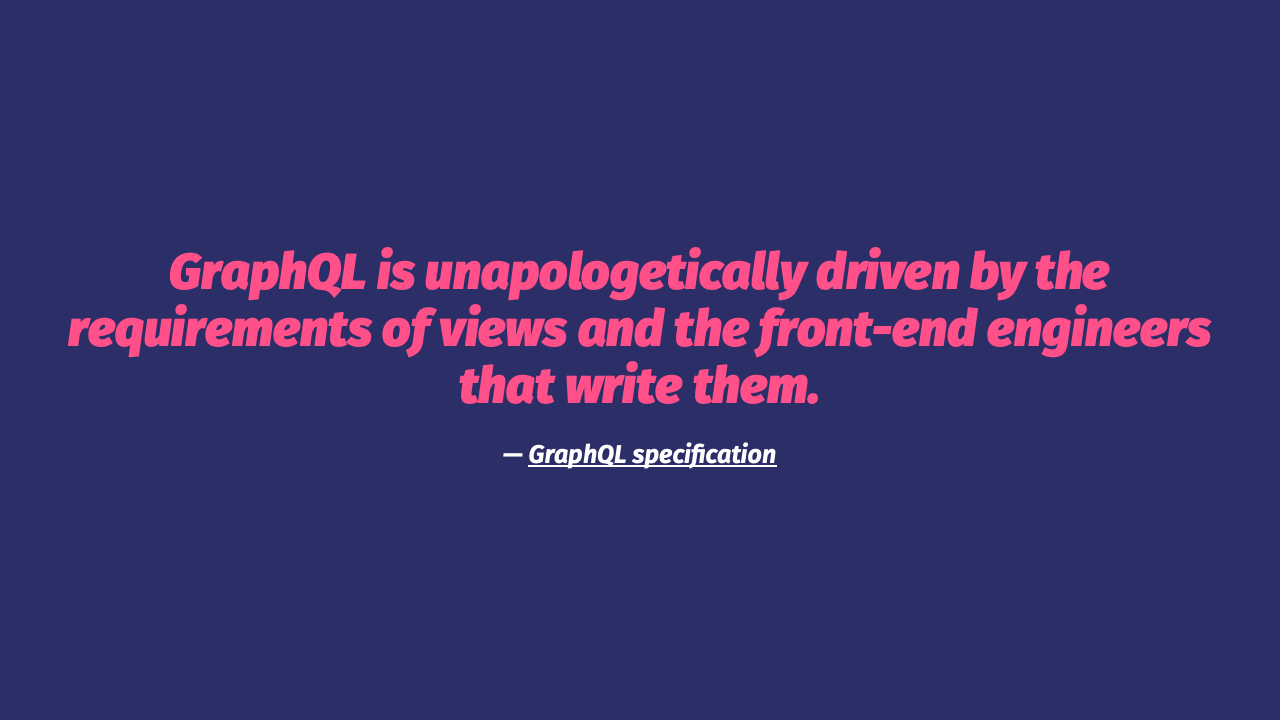 GraphQL is unapologetically driven by the
requirements of views and the front-end engineers
that write them.
— GraphQL specification